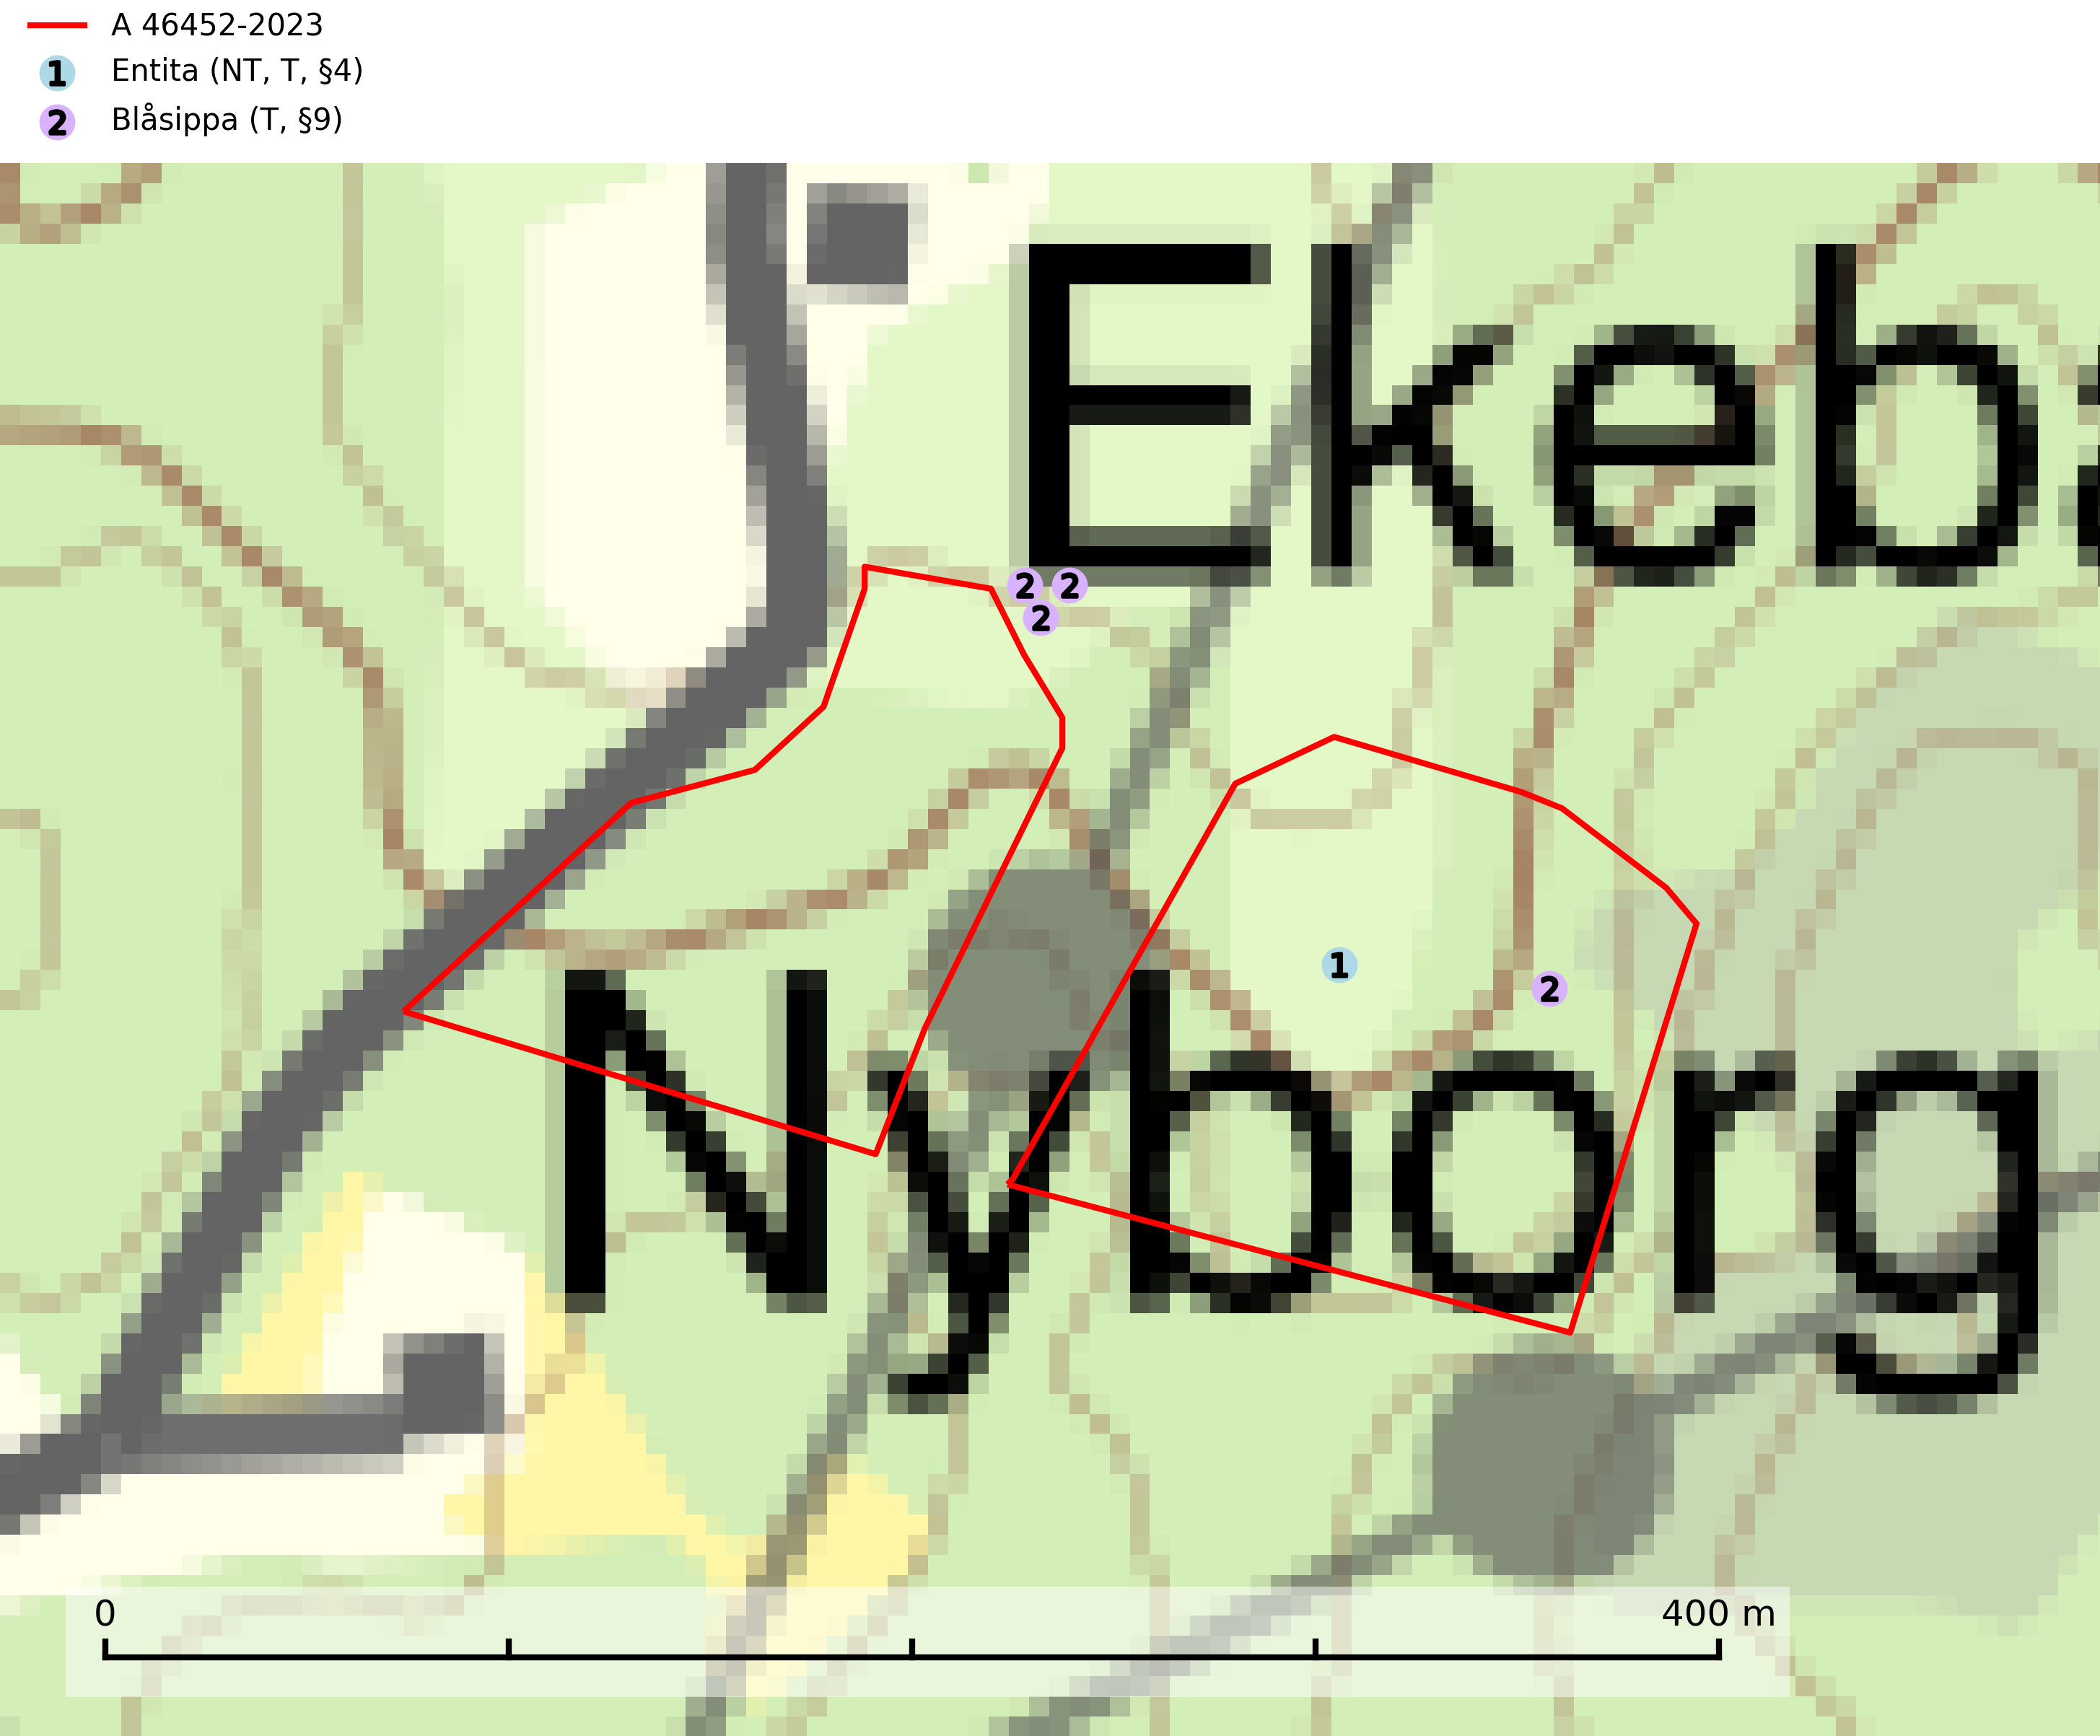 A 46452-2023
1 Entita (NT, T, §4)
2 Blåsippa (T, §9)
Ekeb
2 2
2
1
2
Nyborg
0 400 m